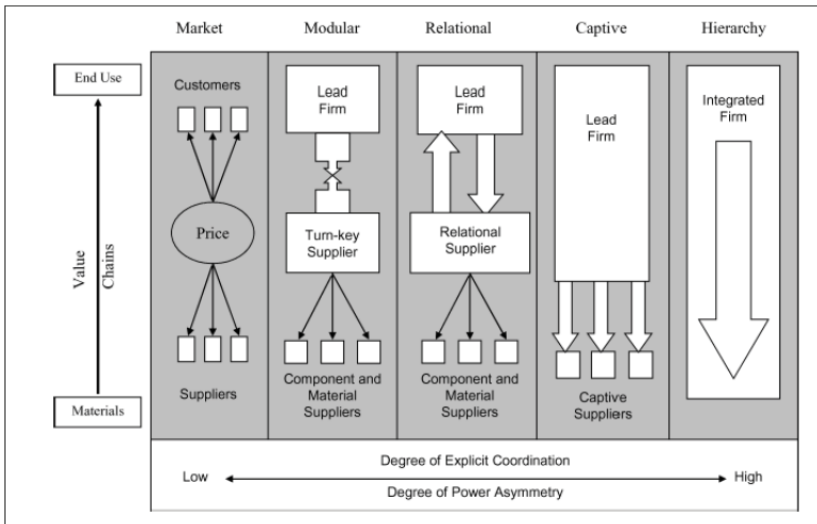 Market
Modular
Relational
Captive
Hierarchy
End Use
Value
Chains
Materials
Customers
Price
Suppliers
Lead
Firm
Turn-key
Supplier
Component and
Material
Suppliers
Lead
Firm
Relational
Supplier
Component and
Material
Suppliers
Lead
Firm
Captive
Suppliers
Integrated
Firm
Degree of Explicit Coordination
Low
High
Degree of Power Asymmetry